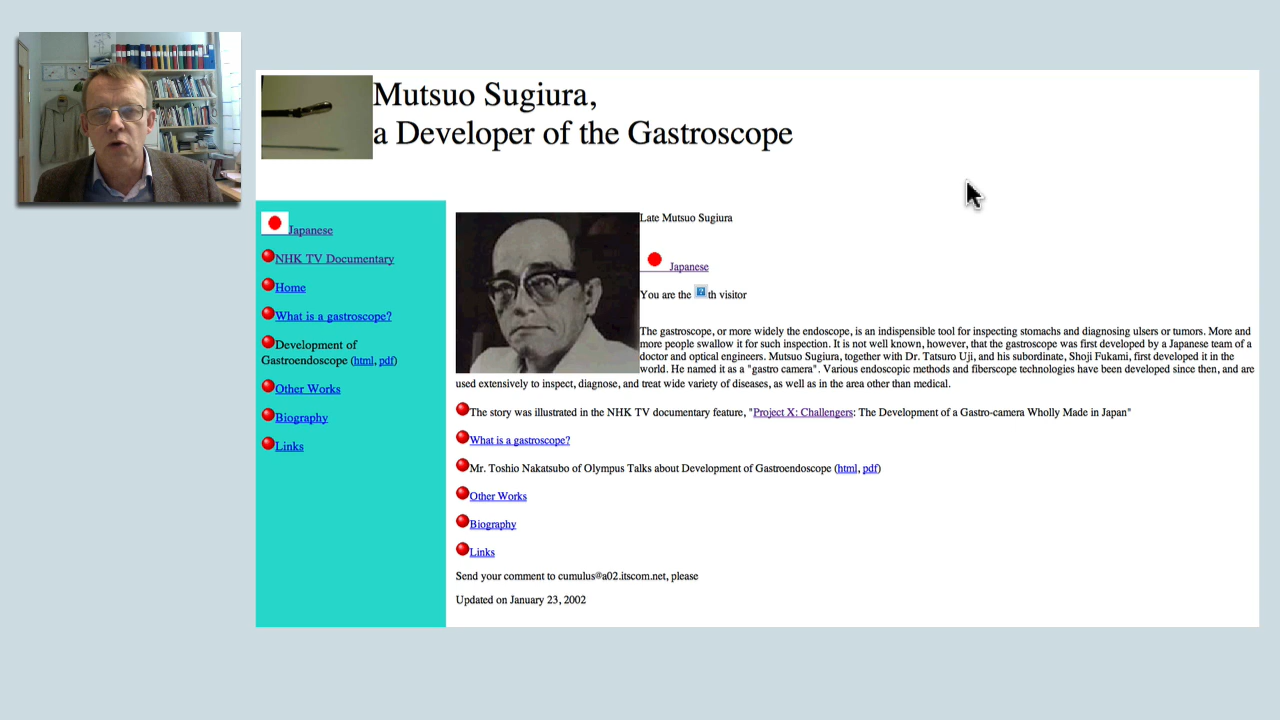 Mutsuo Sugiura,
a Developer of the Gastroscope
Japanese
NHK TV Documentary
Home
What is a gastroscope?
Development of
Gastroendoscope (html, pdf)
Other Works
Biography
Links
Late Mutsuo Sugiura
Japanese
You are the ? th visitor
The gastroscope, or more widely the endoscope, is an indispensible tool for inspecting stomachs and diagnosing ulsers or tumors. More and
more people swallow it for such inspection. It is not well known, however, that the gastroscope was first developed by a Japanese team of a
doctor and optical engineers. Mutsuo Sugiura, together with Dr. Tatsuro Uji, and his subordinate, Shoji Fukami, first developed it in the
world. He named it as a "gastro camera". Various endoscopic methods and fiberscope technologies have been developed since then, and are
used extensively to inspect, diagnose, and treat wide variety of diseases, as well as in the area other than medical.
The story was illustrated in the NHK TV documentary feature, "Project X: Challengers: The Development of a Gastro-camera Wholly Made in Japan"
What is a gastroscope?
Mr. Toshio Nakatsubo of Olympus Talks about Development of Gastroendoscope (html, pdf)
Other Works
Biography
Links
Send your comment to cumulus@a02.itscom.net, please
Updated on January 23, 2002